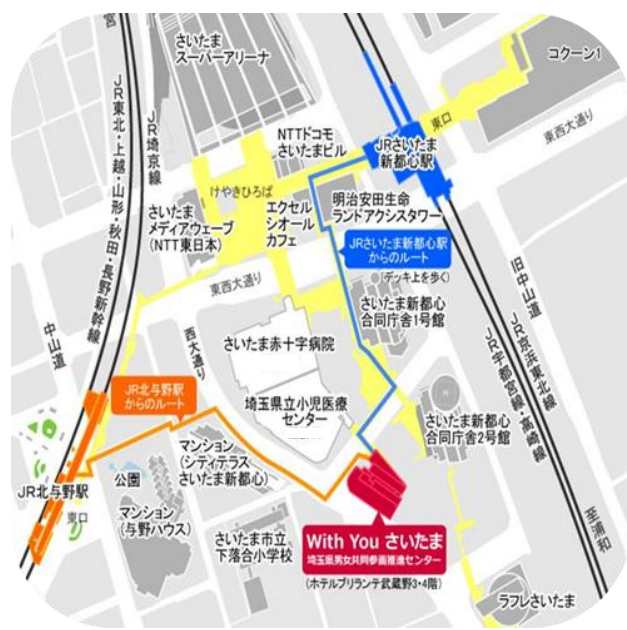 宮
さいたま
スーパーアリーナ
コクーン1
JR埼京線
JR東北・上越・山形・秋田・長野新幹線
NTTドコモ
さいたまビル
東口
JRさいたま
新都心駅
東西大通り
けやきひろば
さいたま
メディアウェーブ
(NTT東日本)
エクセル
シオール
カフェ
明治安田生命
ランドアクシスタワー
JRさいたま新都心駅
からのルート
(デッキ上を歩く)
東西大通り
旧中山道
中山道
西大通り
さいたま赤十字病院
さいたま新都心
合同庁舎1号館
JR京浜東北線
JR宇都宮線・高崎線
JR北与野駅
からのルート
埼玉県立小児医療
センター
さいたま新都心
合同庁舎2号館
マンション
(シティテラス
さいたま新都心)
JR北与野駅
東口
公園
マンション
(与野ハウス)
さいたま市立
下落合小学校
With You さいたま
埼玉県男女共同参画推進センター
(ホテルブリランテ武蔵野3・4階)
至浦和
ラフレさいたま